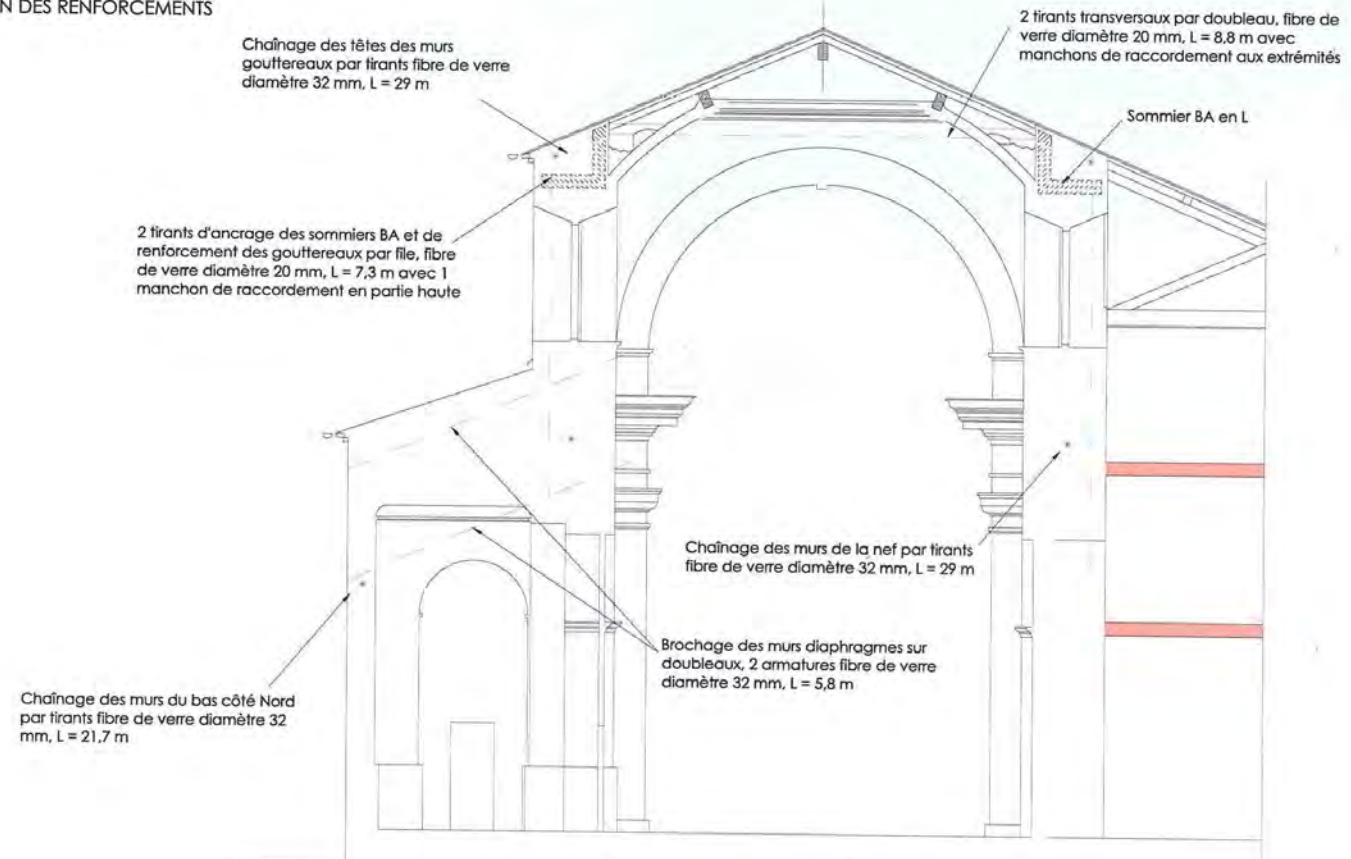 N DES RENFORCEMENTS
Chaînage des têtes des murs
gouttereaux par tirants fibre de verre
diamètre 32 mm, L = 29 m
2 tirants transversaux par doubleau, fibre de
verre diamètre 20 mm, L = 8,8 m avec
manchons de raccordement aux extrémités
Sommier BA en L
2 tirants d'ancrage des sommiers BA et de
renforcement des gouttereaux par file, fibre
de verre diamètre 20 mm, L = 7,3 m avec 1
manchon de raccordement en partie haute
Chaînage des murs de la nef par tirants
fibre de verre diamètre 32 mm, L = 29 m
Brochage des murs diaphragmes sur
doubleaux, 2 armatures fibre de verre
diamètre 32 mm, L = 5,8 m
Chaînage des murs du bas côté Nord
par tirants fibre de verre diamètre 32
mm, L = 21,7 m